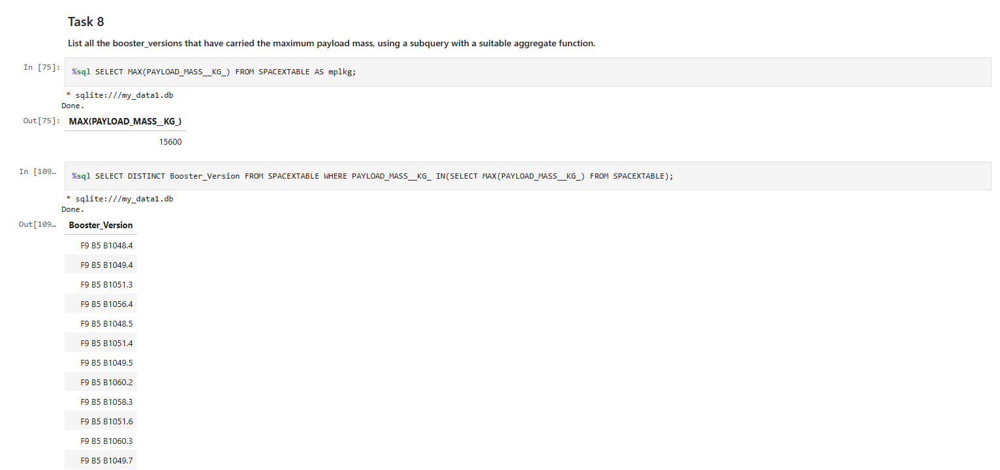 Task 8
List all the booster_versions that have carried the maximum payload mass, using a subquery with a suitable aggregate function.
In [75]: %sql SELECT MAX(PAYLOAD_MASS__KG_) FROM SPACEXTABLE AS mplkg;
* sqlite:///my_data1.db
Done.
Out[75]: MAX(PAYLOAD_MASS__KG_)
15600
In [109… %sql SELECT DISTINCT Booster_Version FROM SPACEXTABLE WHERE PAYLOAD_MASS__KG_ IN(SELECT MAX(PAYLOAD_MASS__KG_) FROM SPACEXTABLE);
* sqlite:///my_data1.db
Done.
Out[109… Booster_Version
F9 B5 B1048.4
F9 B5 B1049.4
F9 B5 B1051.3
F9 B5 B1056.4
F9 B5 B1048.5
F9 B5 B1051.4
F9 B5 B1049.5
F9 B5 B1060.2
F9 B5 B1058.3
F9 B5 B1051.6
F9 B5 B1060.3
F9 B5 B1049.7